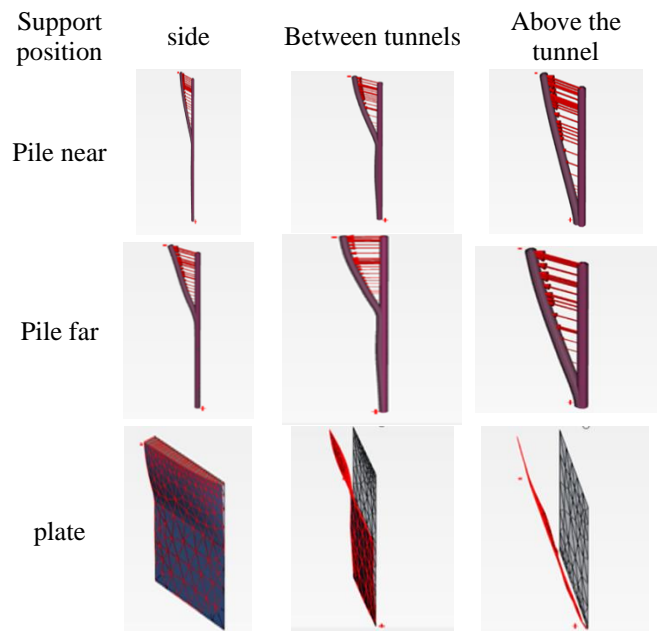 Support
position
side
Between tunnels
Above the
tunnel
Pile near
Pile far
plate